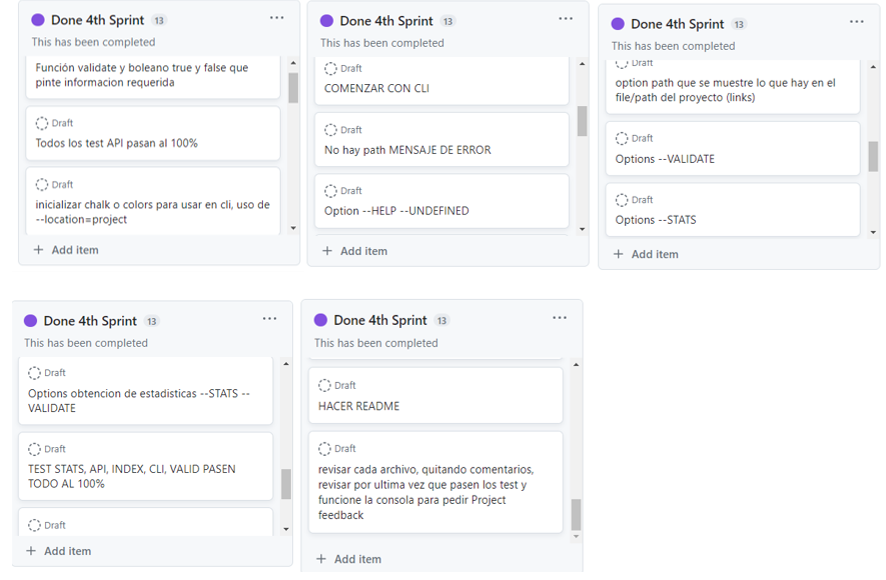 Done 4th Sprint 13
This has been completed
Función validate y boleano true y false que
pinte informacion requerida
Draft
Todos los test API pasan al 100%
Draft
inicializar chalk o colors para usar en cli, uso de
--location=project
+ Add item
Done 4th Sprint 13
This has been completed
Draft
COMENZAR CON CLI
Draft
No hay path MENSAJE DE ERROR
Draft
Option --HELP --UNDEFINED
+ Add item
Done 4th Sprint 13
This has been completed
Draft
option path que se muestre lo que hay en el
file/path del proyecto (links)
Draft
Options --VALIDATE
Draft
Options --STATS
+ Add item
Done 4th Sprint 13
This has been completed
Draft
Options obtencion de estadisticas --STATS --
VALIDATE
Draft
TEST STATS, API, INDEX, CLI, VALID PASEN
TODO AL 100%
Draft
+ Add item
Done 4th Sprint 13
This has been completed
Draft
HACER README
Draft
revisar cada archivo, quitando comentarios,
revisar por ultima vez que pasen los test y
funcione la consola para pedir Project
feedback
+ Add item